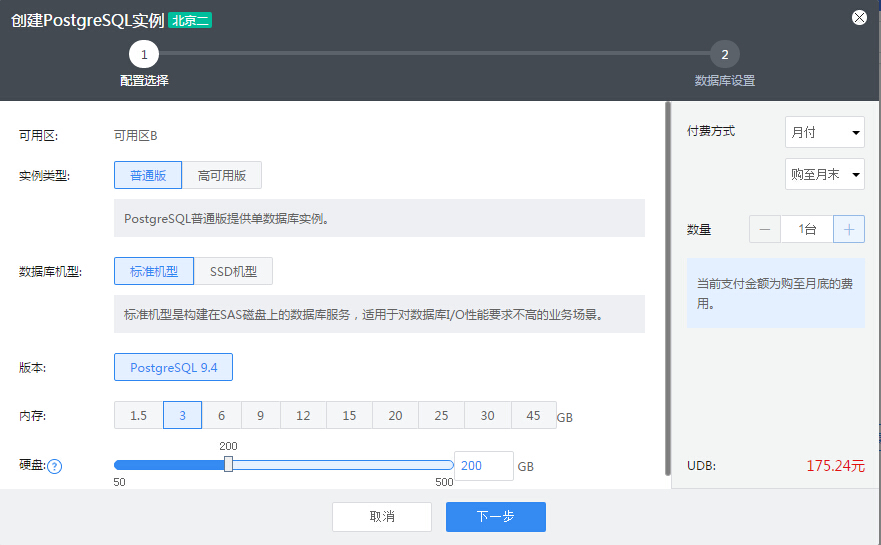 创建PostgreSQL实例 北京二
1 2
配置选择 数据库设置
可用区: 可用区B
实例类型: 普通版 高可用版
PostgreSQL普通版提供单数据库实例。
数据库机型: 标准机型 SSD机型
标准机型是构建在SAS磁盘上的数据库服务，适用于对数据库I/O性能要求不高的业务场景。
版本: PostgreSQL 9.4
内存: 1.5 3 6 9 12 15 20 25 30 45 GB
200
硬盘: ? 200 GB
50 500
付费方式 月付
购至月末
数量 － 1台 ＋
当前支付金额为购至月底的费
用。
UDB: 175.24元
取消 下一步